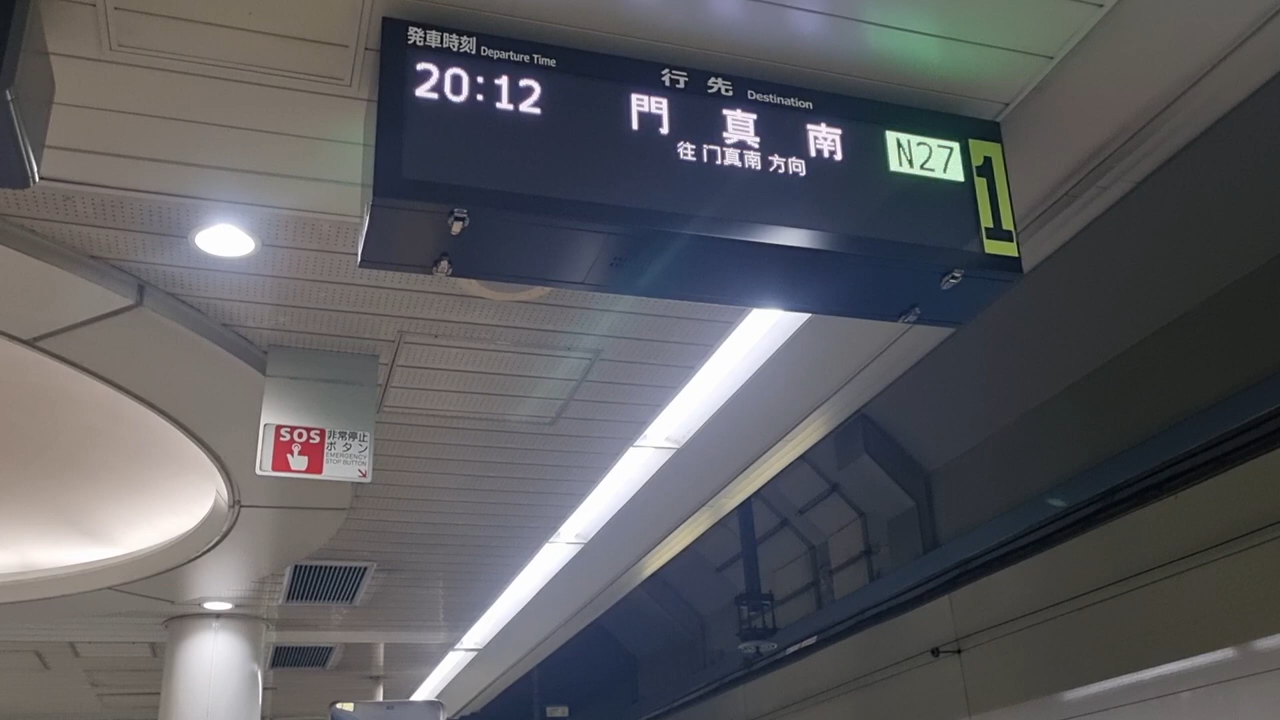 発車時刻 Departure Time
20:12
行先 Destination
門真南
往 门真南 方向
N27
1
SOS
非常停止
ボタン
EMERGENCY
STOP BUTTON